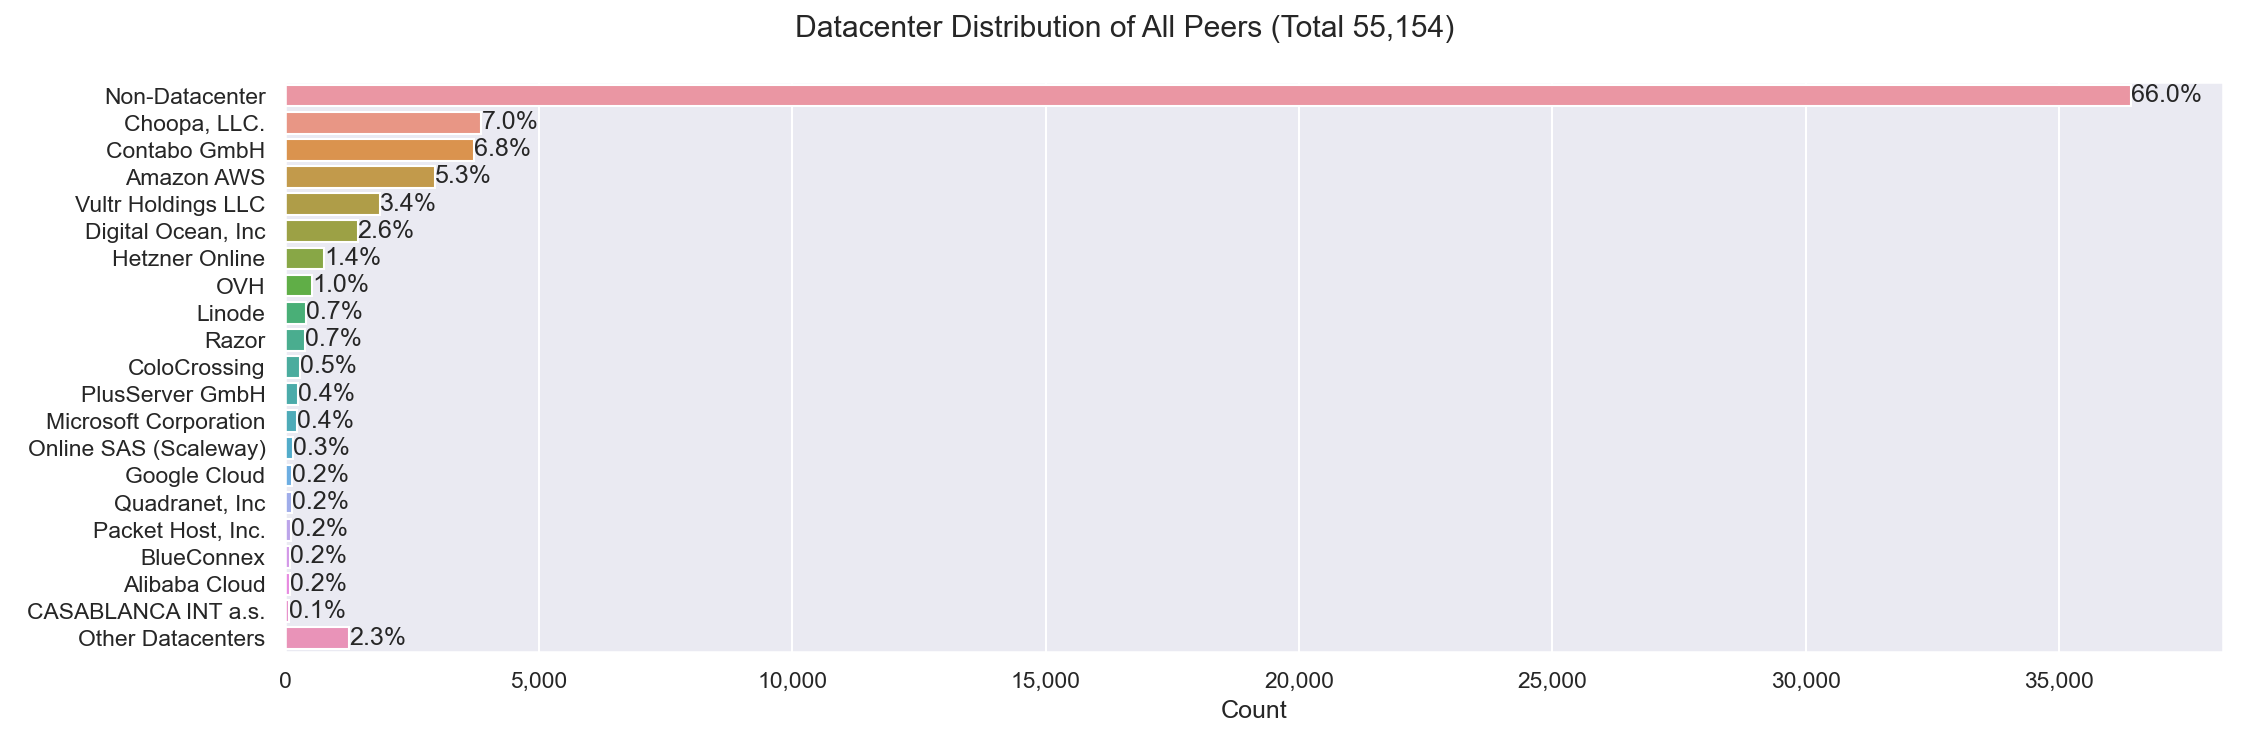 Datacenter Distribution of All Peers (Total 55,154)
Non-Datacenter 66.0%
Choopa, LLC. 7.0%
Contabo GmbH 6.8%
Amazon AWS 5.3%
Vultr Holdings LLC 3.4%
Digital Ocean, Inc 2.6%
Hetzner Online 1.4%
OVH 1.0%
Linode 0.7%
Razor 0.7%
ColoCrossing 0.5%
PlusServer GmbH 0.4%
Microsoft Corporation 0.4%
Online SAS (Scaleway) 0.3%
Google Cloud 0.2%
Quadranet, Inc 0.2%
Packet Host, Inc. 0.2%
BlueConnex 0.2%
Alibaba Cloud 0.2%
CASABLANCA INT a.s. 0.1%
Other Datacenters 2.3%
0 5,000 10,000 15,000 20,000 25,000 30,000 35,000
Count